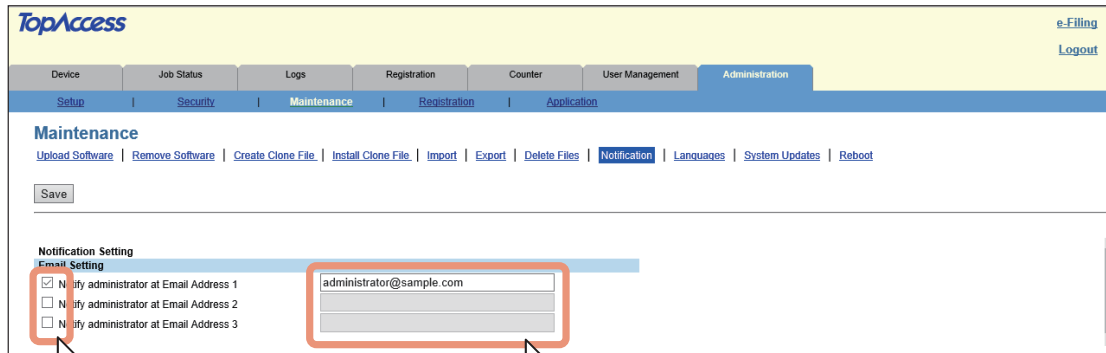 TopAccess
e-Filing
Logout
Device Job Status Logs Registration Counter User Management Administration
Setup | Security | Maintenance | Registration | Application
Maintenance
Upload Software | Remove Software | Create Clone File | Install Clone File | Import | Export | Delete Files | Notification | Languages | System Updates | Reboot
Save
Notification Setting
Email Setting
Notify administrator at Email Address 1 administrator@sample.com
Notify administrator at Email Address 2
Notify administrator at Email Address 3